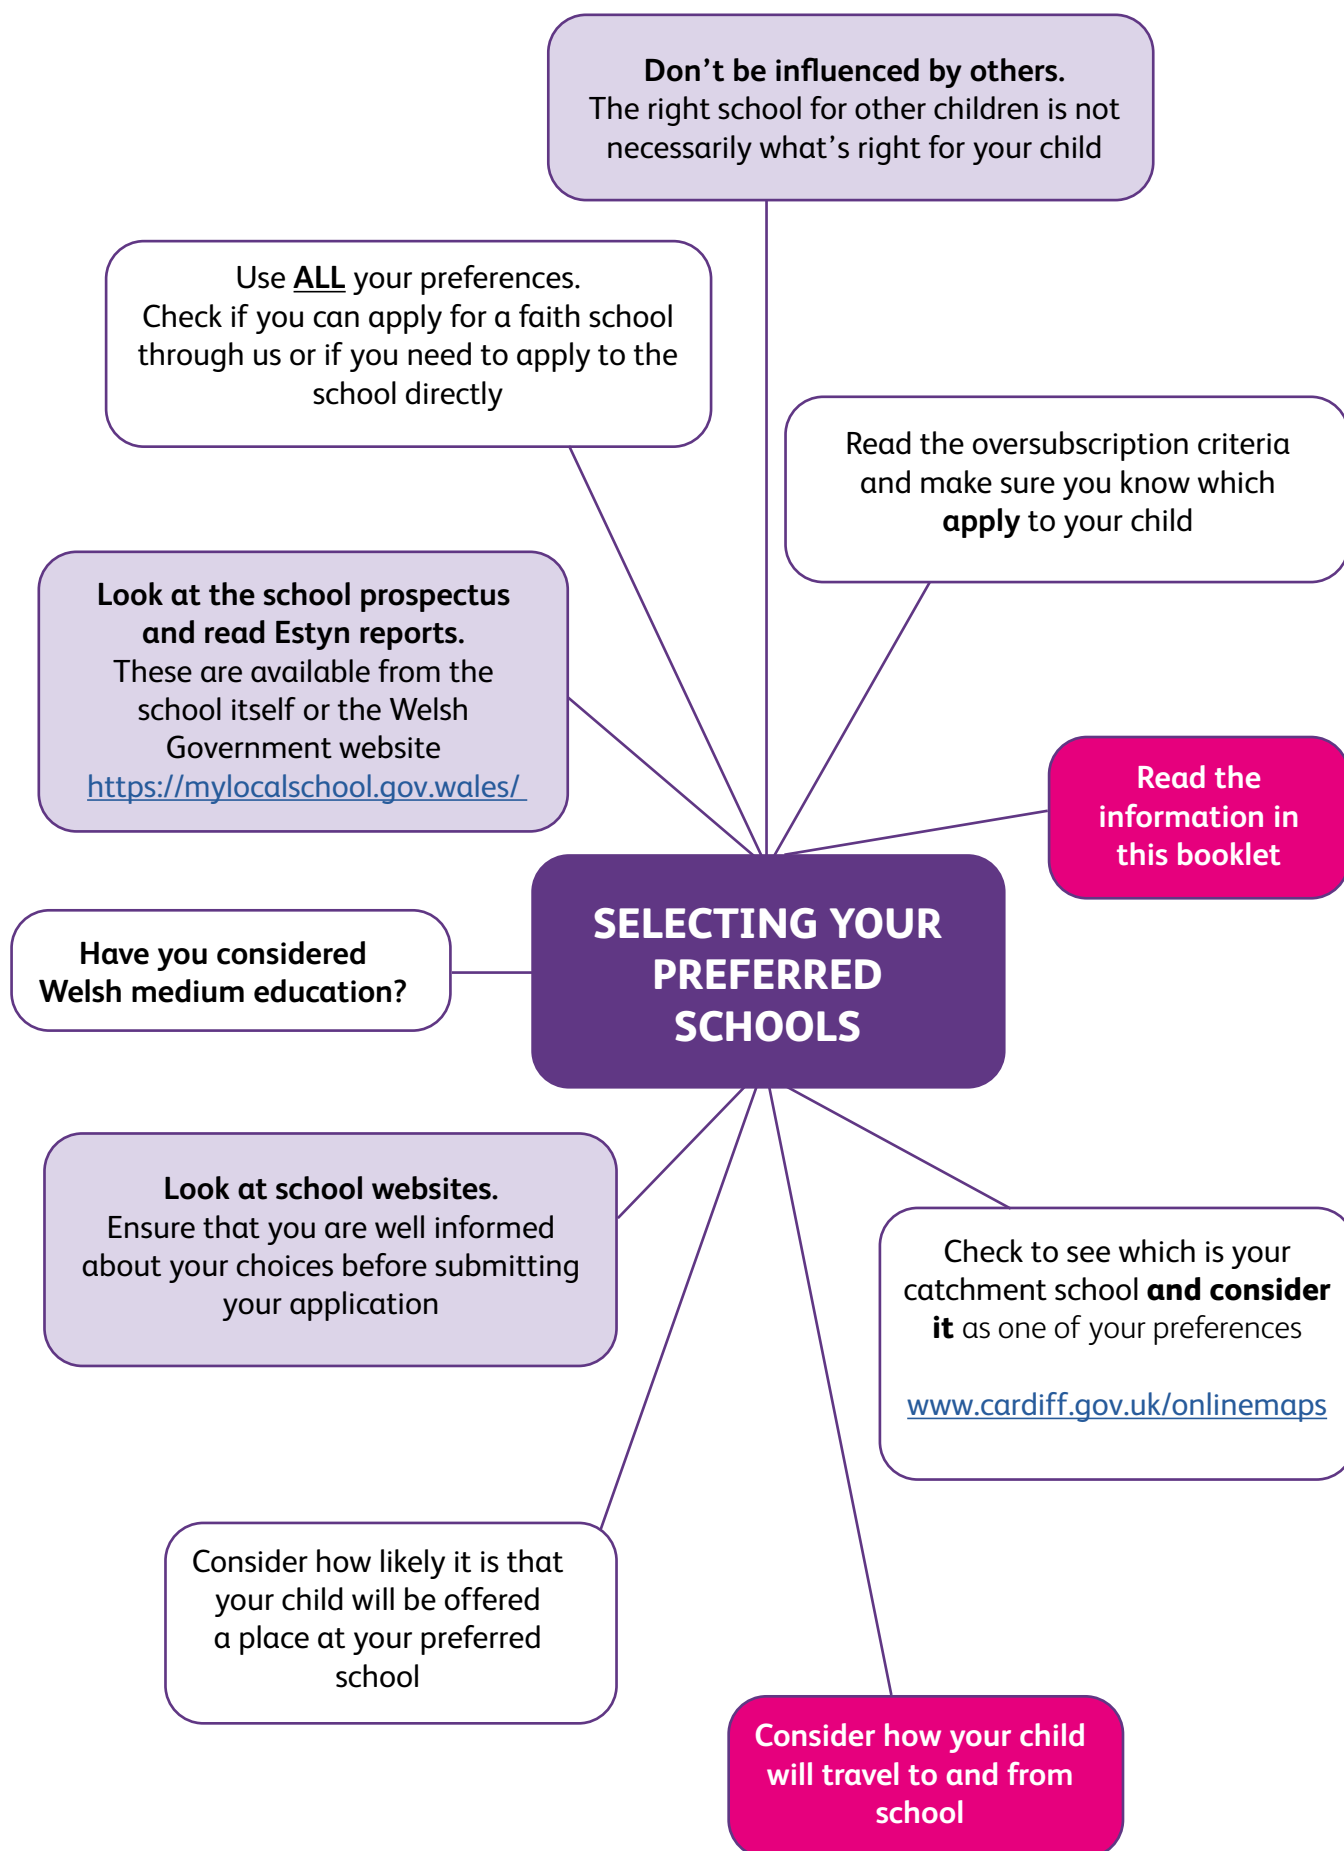 Don’t be influenced by others.
The right school for other children is not
necessarily what’s right for your child
Use ALL your preferences.
Check if you can apply for a faith school
through us or if you need to apply to the
school directly
Read the oversubscription criteria
and make sure you know which
apply to your child
Look at the school prospectus
and read Estyn reports.
These are available from the
school itself or the Welsh
Government website
https://mylocalschool.gov.wales/
Read the
information in
this booklet
SELECTING YOUR
PREFERRED
SCHOOLS
Have you considered
Welsh medium education?
Look at school websites.
Ensure that you are well informed
about your choices before submitting
your application
Check to see which is your
catchment school and consider
it as one of your preferences
www.cardiff.gov.uk/onlinemaps
Consider how likely it is that
your child will be offered
a place at your preferred
school
Consider how your child
will travel to and from
school